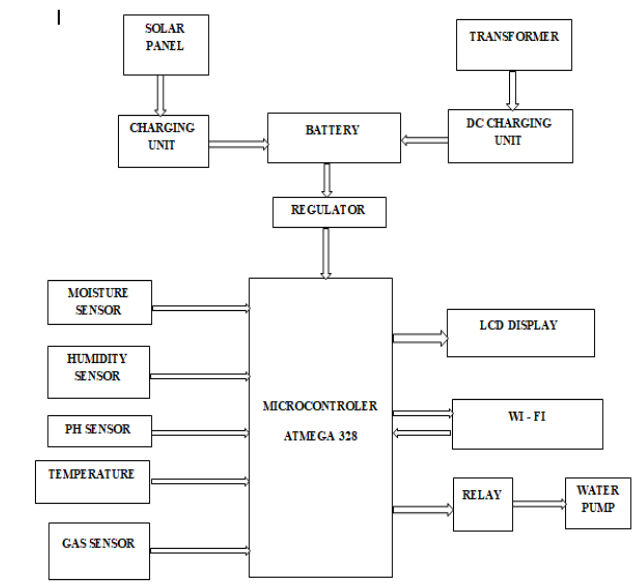 SOLAR
PANEL
TRANSFORMER
CHARGING
UNIT
BATTERY
DC CHARGING
UNIT
REGULATOR
MOISTURE
SENSOR
HUMIDITY
SENSOR
PH SENSOR
TEMPERATURE
GAS SENSOR
MICROCONTROLER
ATMEGA 328
LCD DISPLAY
WI - FI
RELAY
WATER
PUMP